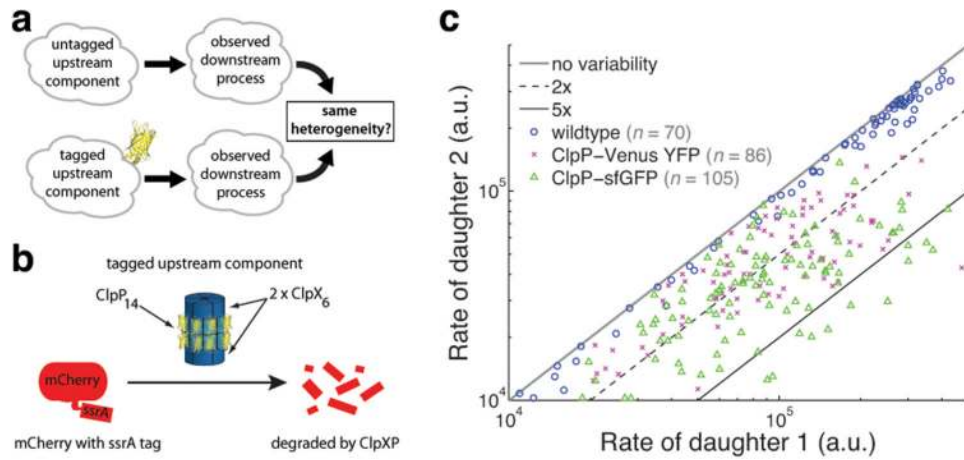 a
untagged
upstream
component
observed
downstream
process
same
heterogeneity?
tagged
upstream
component
observed
downstream
process
b
tagged upstream component
ClpP14
2 x ClpX6
mCherry
ssrA
mCherry with ssrA tag
degraded by ClpXP
c
no variability
2x
5x
wildtype (n = 70)
ClpP-Venus YFP (n = 86)
ClpP-sfGFP (n = 105)
Rate of daughter 2 (a.u.)
10^5
10^4
10^4
10^5
Rate of daughter 1 (a.u.)